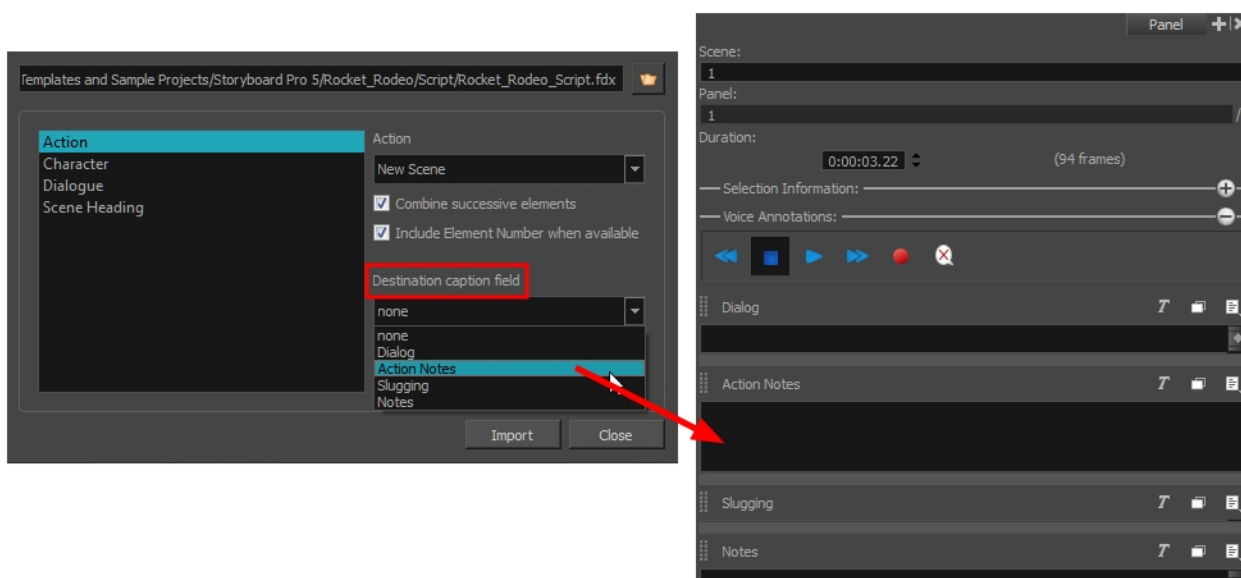 Templates and Sample Projects/Storyboard Pro 5/Rocket_Rodeo/Script/Rocket_Rodeo_Script.fdx
Action
Character
Dialogue
Scene Heading
Action
New Scene
Combine successive elements
Include Element Number when available
Destination caption field
none
none
Dialog
Action Notes
Slugging
Notes
Import
Close
Panel
Scene:
1
Panel:
1
/
Duration:
0:00:03.22
(94 frames)
Selection Information:
Voice Annotations:
Dialog
T
Action Notes
T
Slugging
T
Notes
T